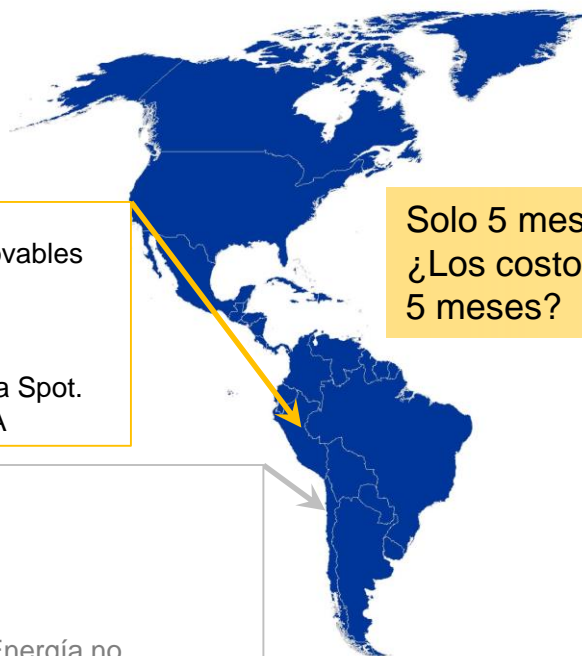 Solo 5 mes
¿Los costo
5 meses?
ovables
a Spot.
A
Energía no